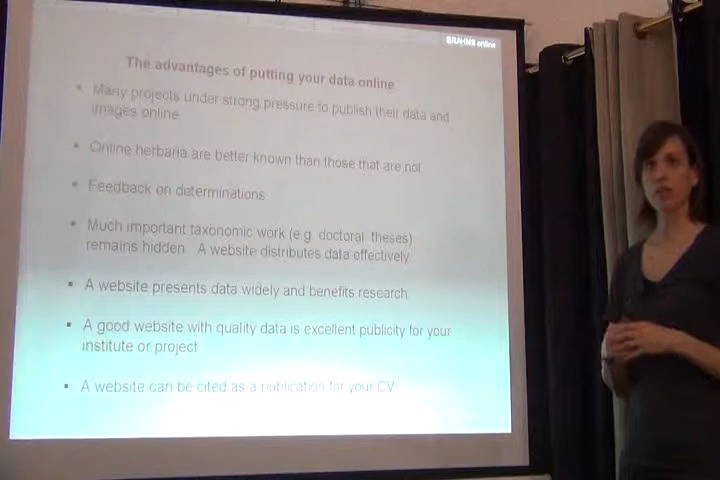 BRAHMS online
The advantages of putting your data online
▪ Many projects under strong pressure to publish their data and
images online
▪ Online herbaria are better known than those that are not
▪ Feedback on determinations
▪ Much important taxonomic work (e.g. doctoral theses)
remains hidden. A website distributes data effectively
▪ A website presents data widely and benefits research
▪ A good website with quality data is excellent publicity for your
institute or project
▪ A website can be cited as a publication for your CV